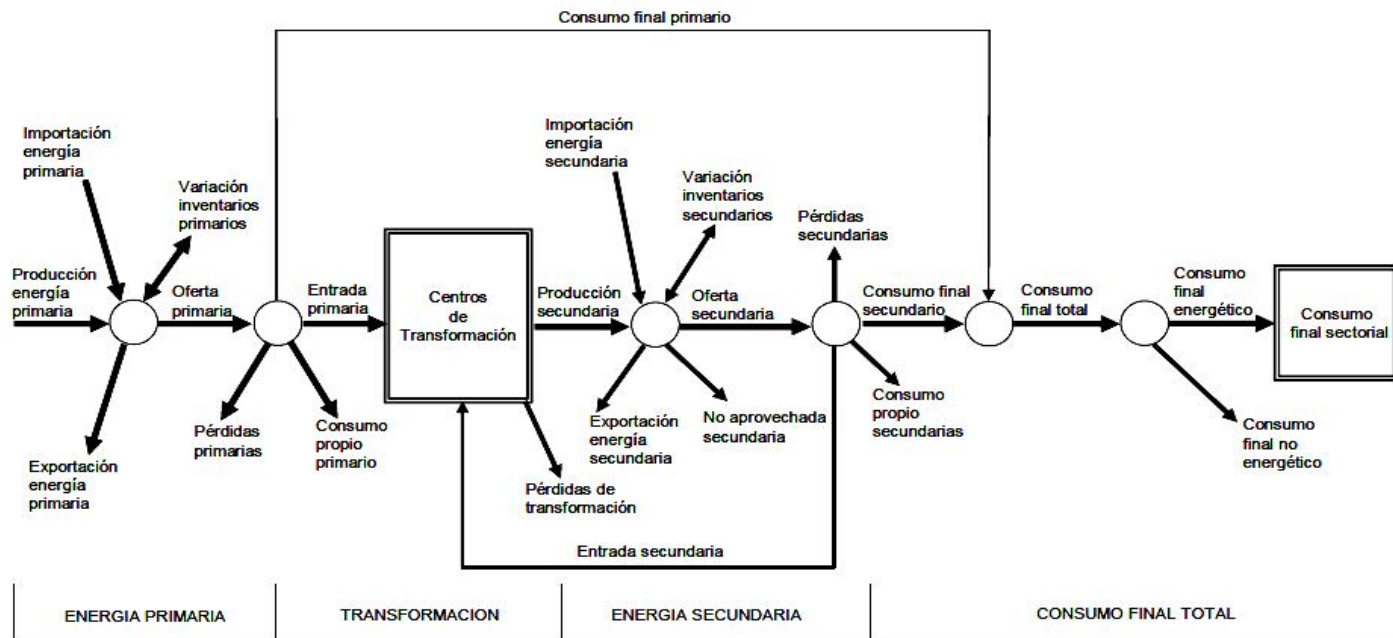 Consumo final primario
Importación
energía
primaria
Variación
inventarios
primarios
Producción
energía
primaria
Oferta
primaria
Exportación
energía
primaria
Entrada
primaria
Pérdidas
primarias
Consumo
propio
primario
Centros
de
Transformación
Producción
secundaria
Pérdidas de
transformación
Importación
energía
secundaria
Variación
inventarios
secundarios
Oferta
secundaria
Exportación
energía
secundaria
No aprovechada
secundaria
Pérdidas
secundarias
Consumo final
secundario
Consumo
propio
secundarias
Entrada secundaria
Consumo
final total
Consumo
final
energético
Consumo
final no
energético
Consumo
final sectorial
ENERGIA PRIMARIA
TRANSFORMACION
ENERGIA SECUNDARIA
CONSUMO FINAL TOTAL